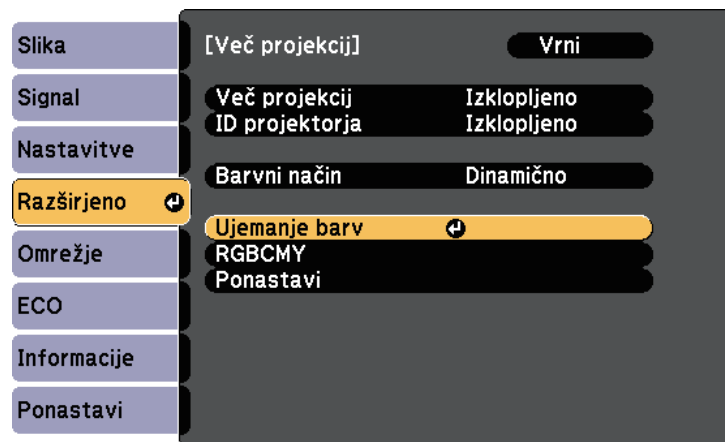 Slika
Signal
Nastavitve
Razširjeno
Omrežje
ECO
Informacije
Ponastavi
[Več projekcij] Vrni
Več projekcij Izklopljeno
ID projektorja Izklopljeno
Barvni način Dinamično
Ujemanje barv
RGBCMY
Ponastavi